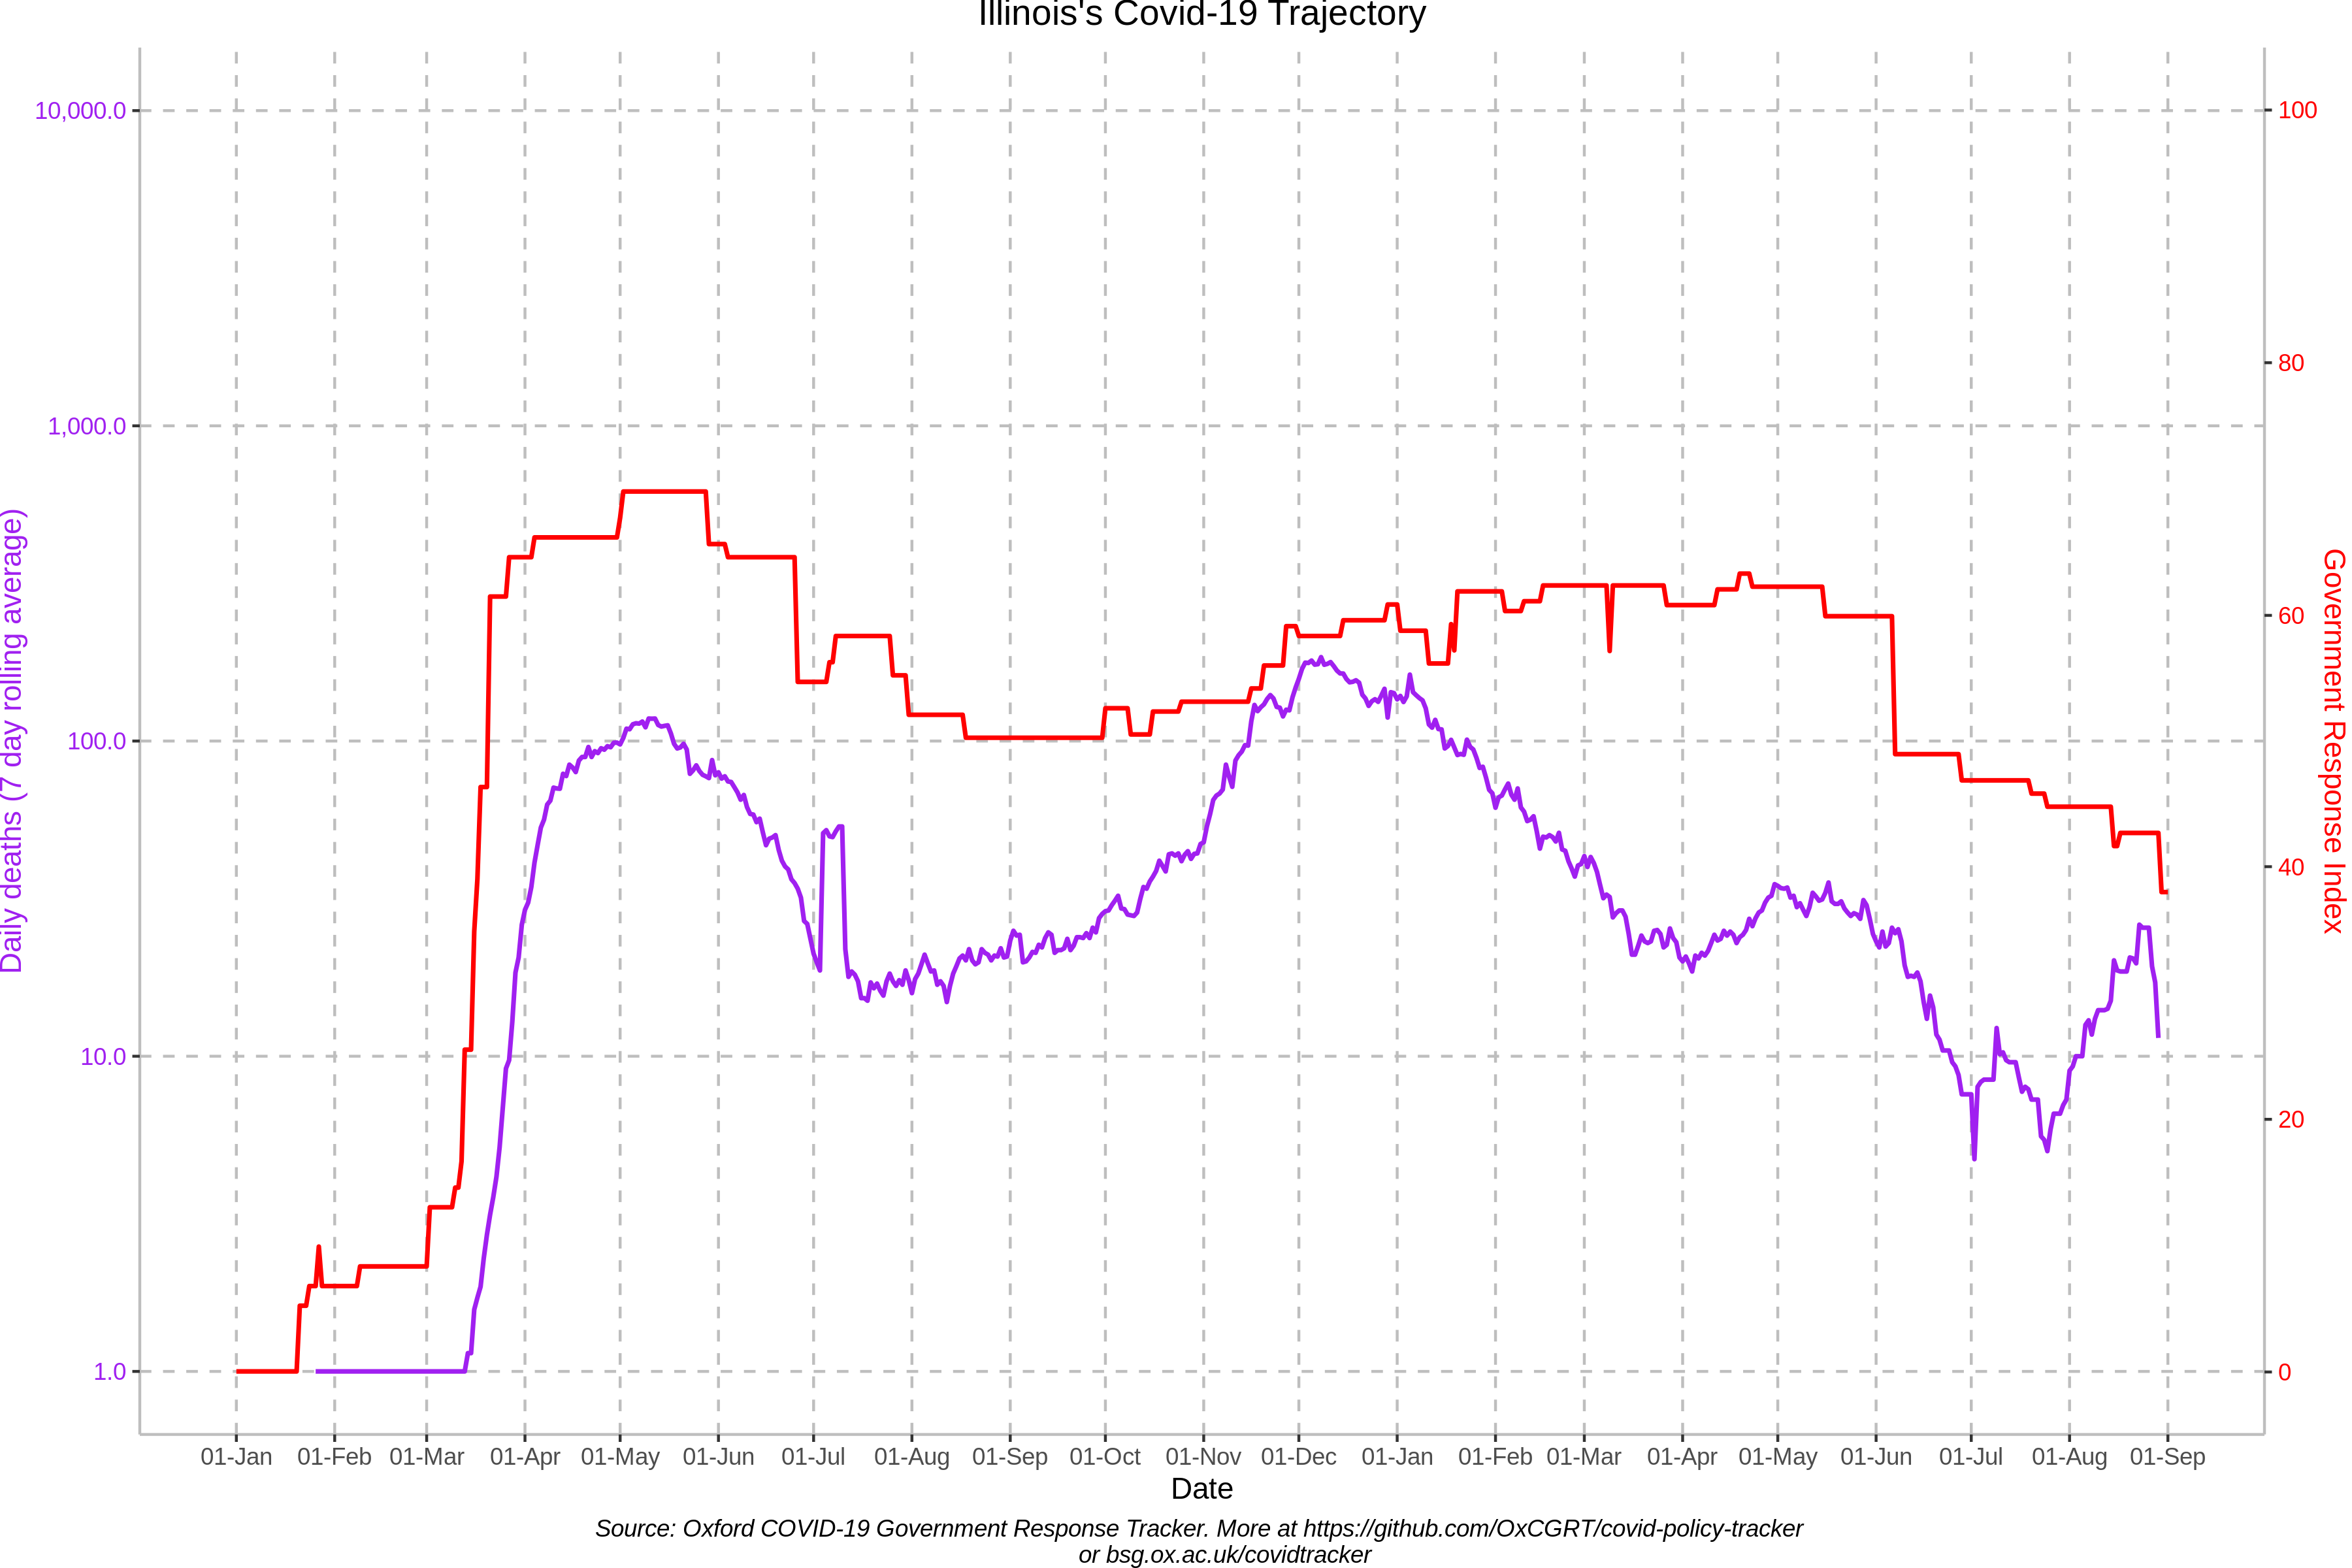 Illinois's Covid-19 Trajectory
10,000.0
1,000.0
100.0
10.0
1.0
Daily deaths (7 day rolling average)
100
80
60
40
20
0
Government Response Index
01-Jan 01-Feb 01-Mar 01-Apr 01-May 01-Jun 01-Jul 01-Aug 01-Sep 01-Oct 01-Nov 01-Dec 01-Jan 01-Feb 01-Mar 01-Apr 01-May 01-Jun 01-Jul 01-Aug 01-Sep
Date
Source: Oxford COVID-19 Government Response Tracker. More at https://github.com/OxCGRT/covid-policy-tracker
or bsg.ox.ac.uk/covidtracker